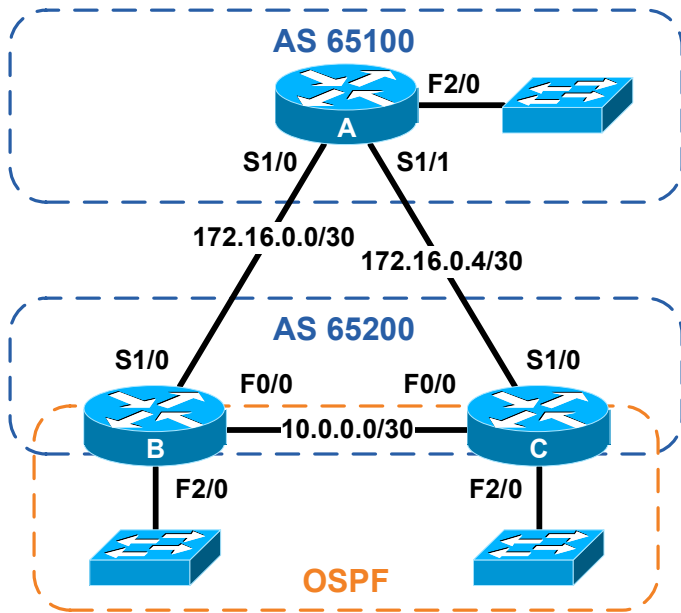 AS 65100
F2/0
A
S1/0
S1/1
172.16.0.0/30
172.16.0.4/30
AS 65200
S1/0
S1/0
F0/0
F0/0
10.0.0.0/30
B
C
F2/0
F2/0
OSPF